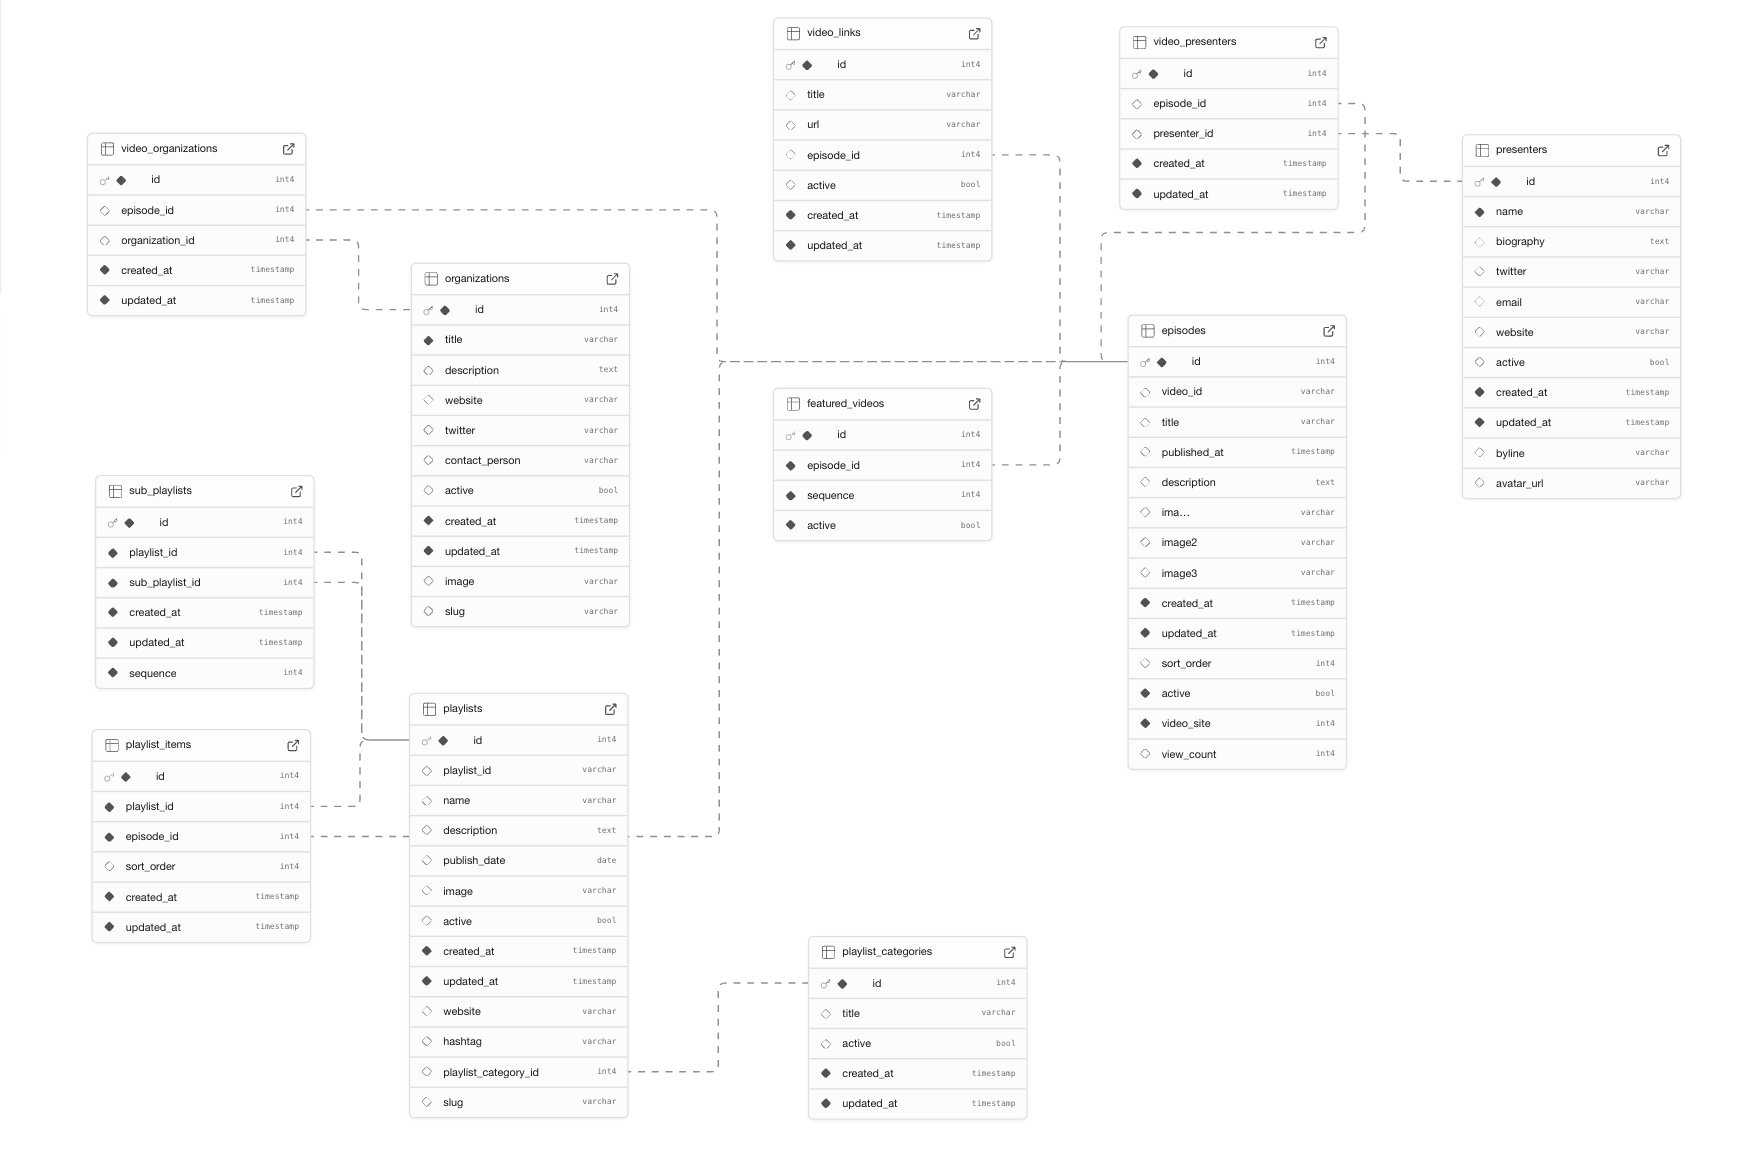 video_links
id int4
title varchar
url varchar
episode_id int4
active bool
created_at timestamp
updated_at timestamp
video_presenters
id int4
episode_id int4
presenter_id int4
created_at timestamp
updated_at timestamp
video_organizations
id int4
episode_id int4
organization_id int4
created_at timestamp
updated_at timestamp
presenters
id int4
name varchar
biography text
twitter varchar
email varchar
website varchar
active bool
created_at timestamp
updated_at timestamp
byline varchar
avatar_url varchar
organizations
id int4
title varchar
description text
website varchar
twitter varchar
contact_person varchar
active bool
created_at timestamp
updated_at timestamp
image varchar
slug varchar
episodes
id int4
video_id varchar
title varchar
published_at timestamp
description text
ima... varchar
image2 varchar
image3 varchar
created_at timestamp
updated_at timestamp
sort_order int4
active bool
video_site int4
view_count int4
featured_videos
id int4
episode_id int4
sequence int4
active bool
sub_playlists
id int4
playlist_id int4
sub_playlist_id int4
created_at timestamp
updated_at timestamp
sequence int4
playlists
id int4
playlist_id varchar
name varchar
description text
publish_date date
image varchar
active bool
created_at timestamp
updated_at timestamp
website varchar
hashtag varchar
playlist_category_id int4
slug varchar
playlist_items
id int4
playlist_id int4
episode_id int4
sort_order int4
created_at timestamp
updated_at timestamp
playlist_categories
id int4
title varchar
active bool
created_at timestamp
updated_at timestamp